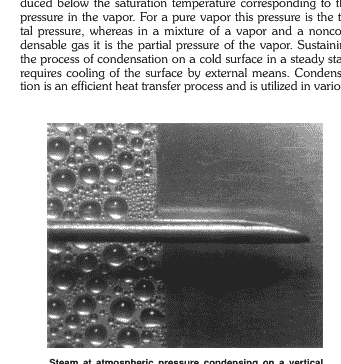 duced below the saturation temperature corresponding to t
pressure in the vapor. For a pure vapor this pressure is the t
tal pressure, whereas in a mixture of a vapor and a nonco
densable gas it is the partial pressure of the vapor. Sustaini
the process of condensation on a cold surface in a steady sta
requires cooling of the surface by external means. Condens
tion is an efficient heat transfer process and is utilized in vario
Steam at atmospheric pressure condensing on a vertical